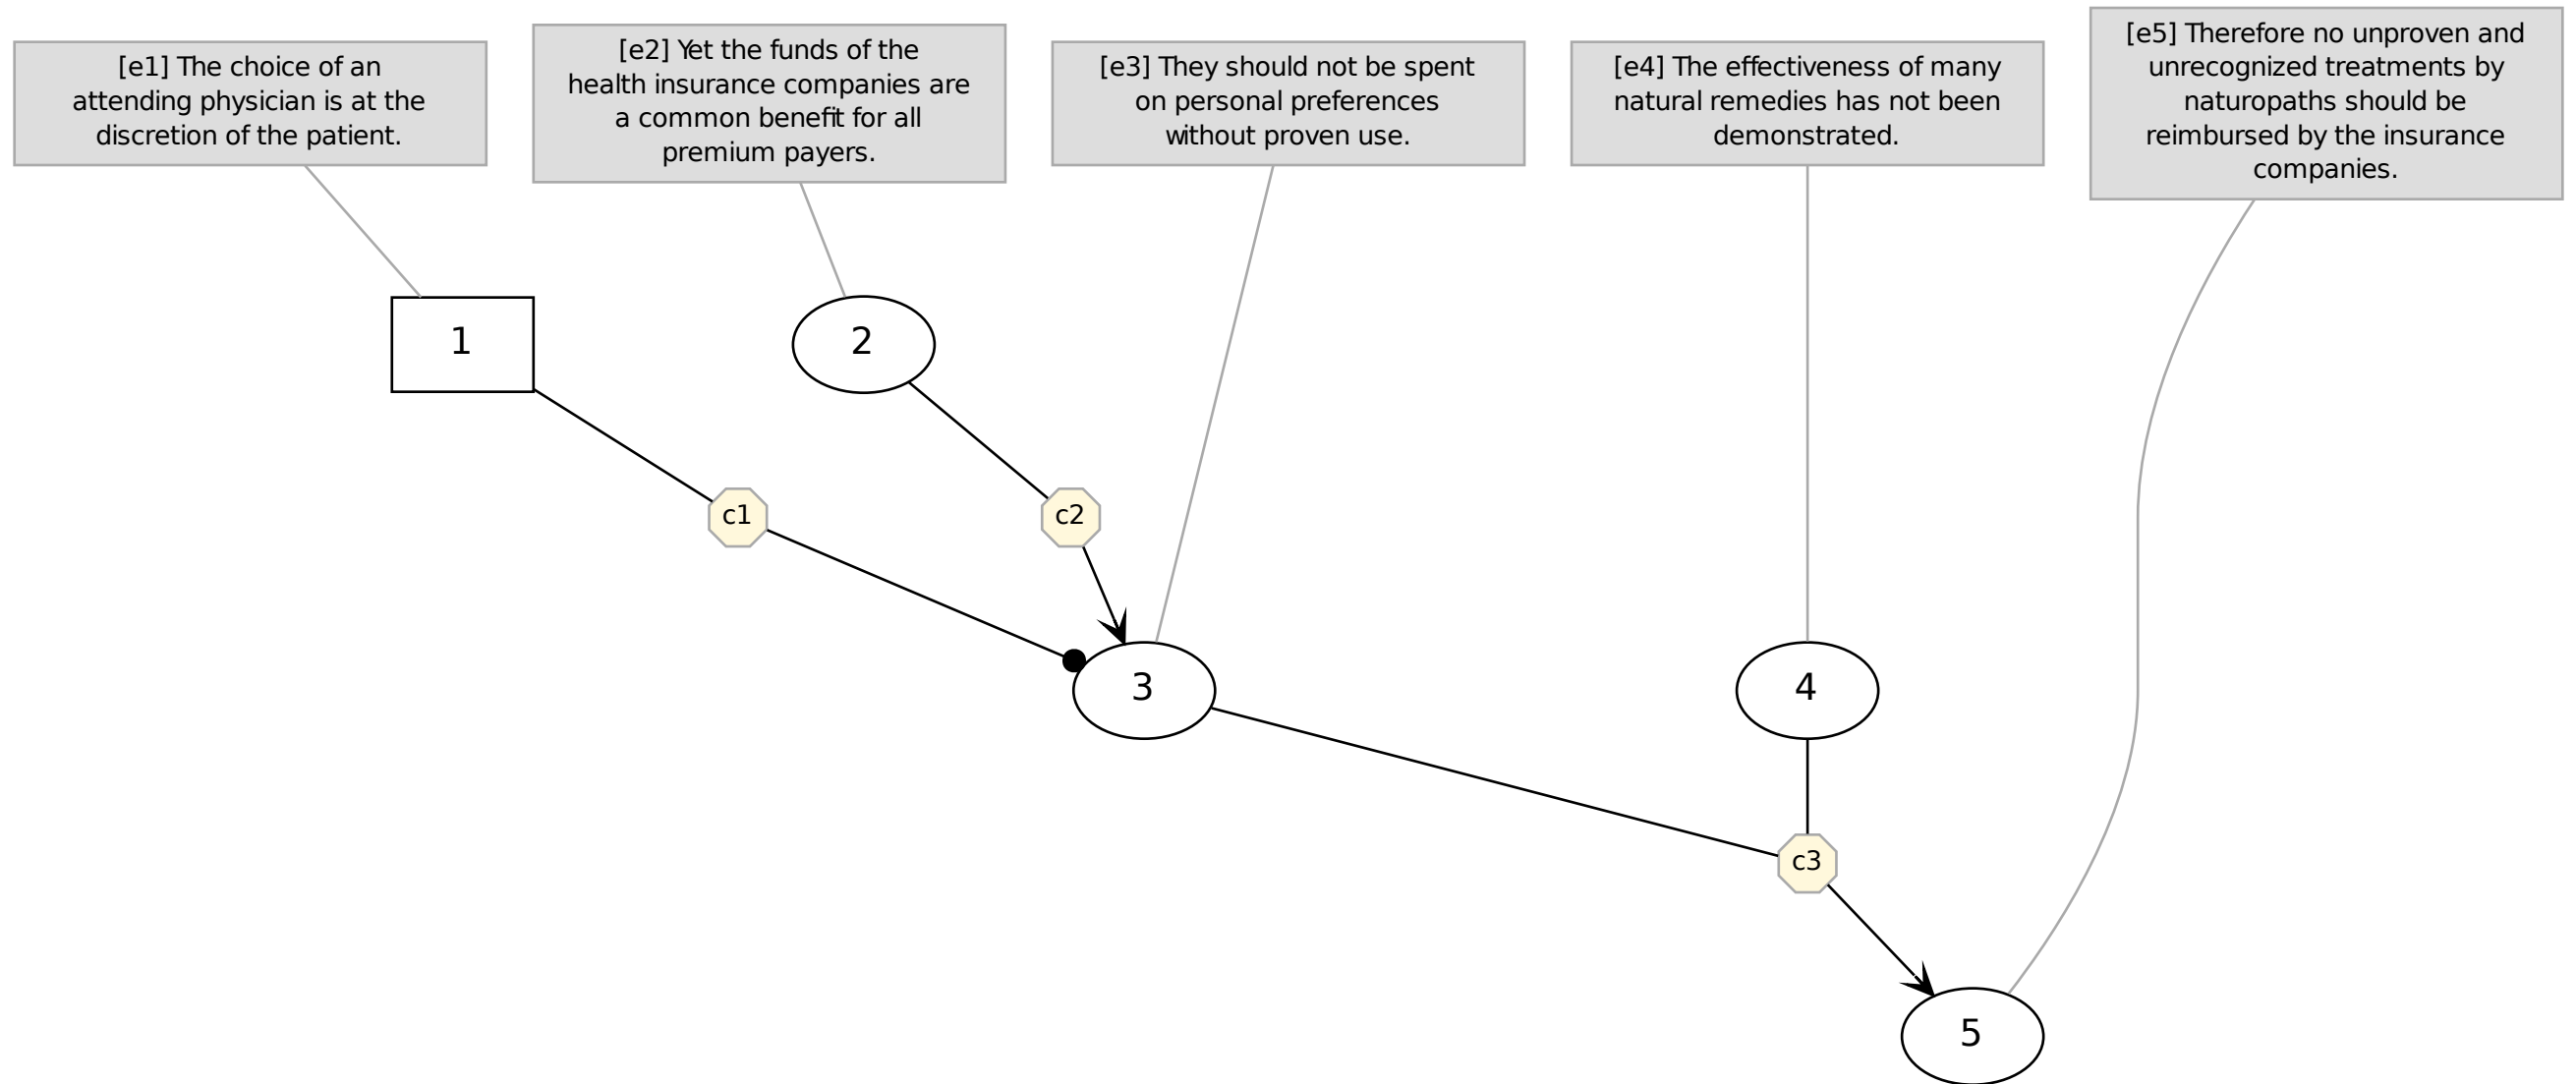 [e1] The choice of an
attending physician is at the
discretion of the patient.
[e2] Yet the funds of the
health insurance companies are
a common benefit for all
premium payers.
[e3] They should not be spent
on personal preferences
without proven use.
[e4] The effectiveness of many
natural remedies has not been
demonstrated.
[e5] Therefore no unproven and
unrecognized treatments by
naturopaths should be
reimbursed by the insurance
companies.
1
2
c1
c2
3
4
c3
5